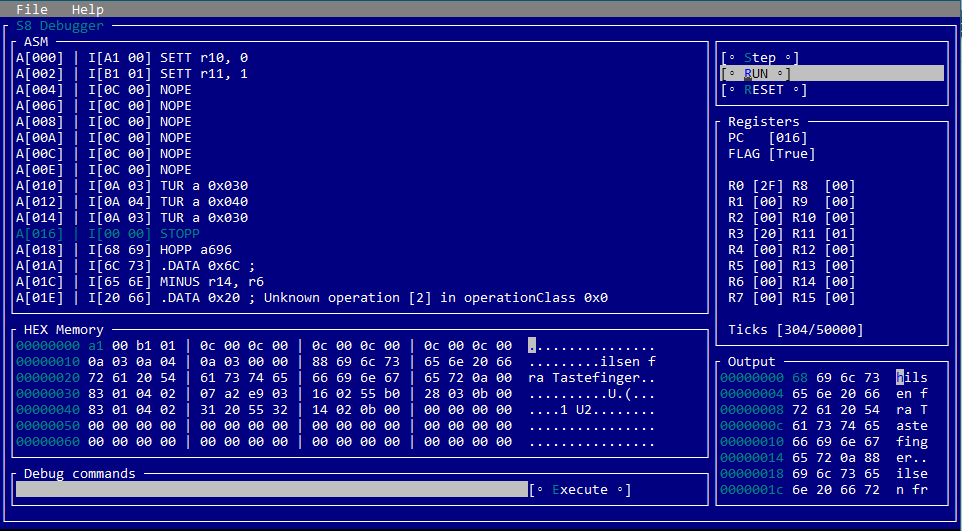 File Help
S8 Debugger
ASM
A[000] | I[A1 00] SETT r10, 0
A[002] | I[B1 01] SETT r11, 1
A[004] | I[0C 00] NOPE
A[006] | I[0C 00] NOPE
A[008] | I[0C 00] NOPE
A[00A] | I[0C 00] NOPE
A[00C] | I[0C 00] NOPE
A[00E] | I[0C 00] NOPE
A[010] | I[0A 03] TUR a 0x030
A[012] | I[0A 04] TUR a 0x040
A[014] | I[0A 03] TUR a 0x030
A[016] | I[00 00] STOPP
A[018] | I[68 69] HOPP a696
A[01A] | I[6C 73] .DATA 0x6C ;
A[01C] | I[65 6E] MINUS r14, r6
A[01E] | I[20 66] .DATA 0x20 ; Unknown operation [2] in operationClass 0x0
[◦ Step ◦]
[◦ RUN ◦]
[◦ RESET ◦]
Registers
PC [016]
FLAG [True]
R0 [2F] R8 [00]
R1 [00] R9 [00]
R2 [00] R10 [00]
R3 [20] R11 [01]
R4 [00] R12 [00]
R5 [00] R13 [00]
R6 [00] R14 [00]
R7 [00] R15 [00]
Ticks [304/50000]
HEX Memory
00000000 a1 00 b1 01 | 0c 00 0c 00 | 0c 00 0c 00 | 0c 00 0c 00 ................
00000010 0a 03 0a 04 | 0a 03 00 00 | 88 69 6c 73 | 65 6e 20 66 .........ilsen f
00000020 72 61 20 54 | 61 73 74 65 | 66 69 6e 67 | 65 72 0a 00 ra Tastefinger..
00000030 83 01 04 02 | 07 a2 e9 03 | 16 02 55 b0 | 28 03 0b 00 ..........U.(...
00000040 83 01 04 02 | 31 20 55 32 | 14 02 0b 00 | 00 00 00 00 ....1 U2........
00000050 00 00 00 00 | 00 00 00 00 | 00 00 00 00 | 00 00 00 00 ................
00000060 00 00 00 00 | 00 00 00 00 | 00 00 00 00 | 00 00 00 00 ................
Output
00000000 68 69 6c 73 hils
00000004 65 6e 20 66 en f
00000008 72 61 20 54 ra T
0000000c 61 73 74 65 aste
00000010 66 69 6e 67 fing
00000014 65 72 0a 88 er..
00000018 69 6c 73 65 ilse
0000001c 6e 20 66 72 n fr
Debug commands
[◦ Execute ◦]